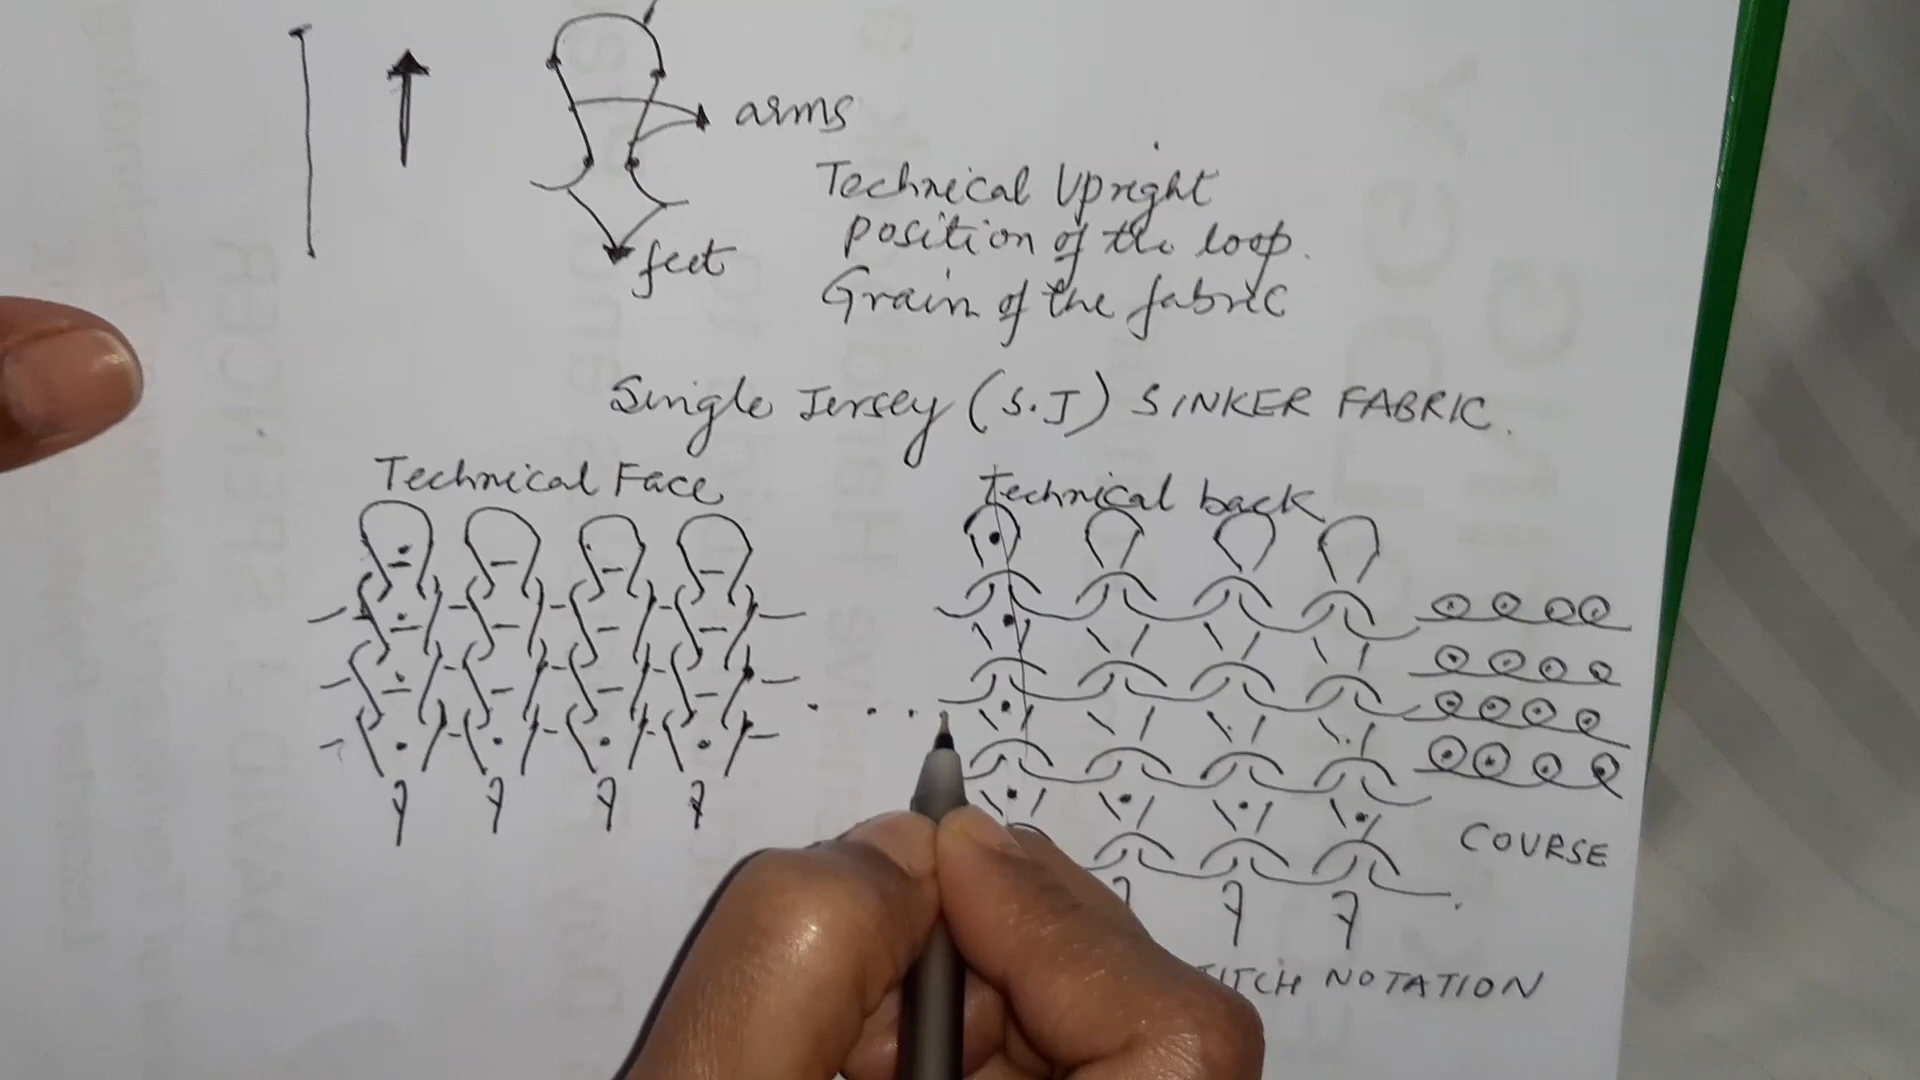 arms
Technical Upright
position of the loop.
feet
Grain of the fabric
Single Jersey (S.J) SINKER FABRIC.
Technical Face
Technical back
COURSE
TITCH NOTATION